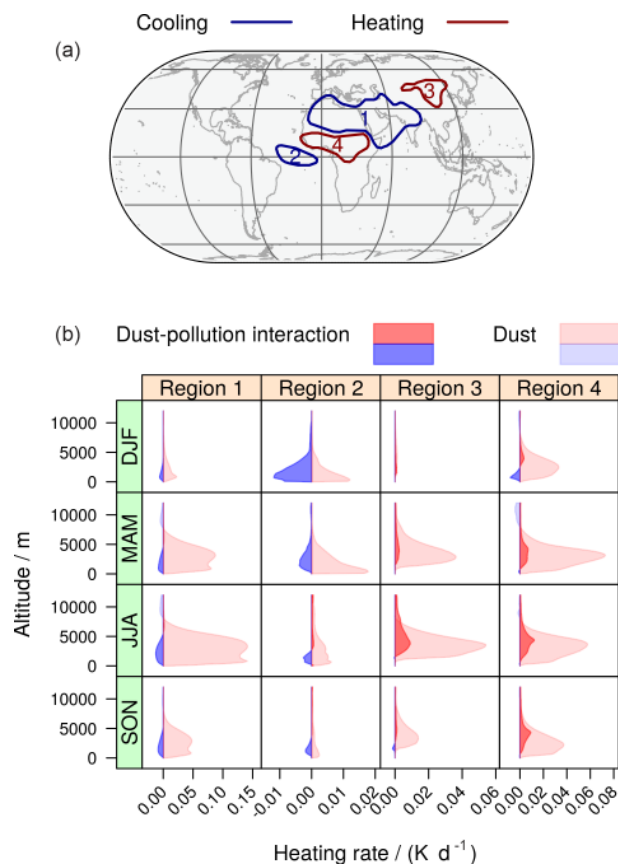 Cooling Heating
(a)
1
2
3
4
(b) Dust-pollution interaction Dust
Region 1 Region 2 Region 3 Region 4
DJF
10000
5000
0
MAM
10000
5000
0
JJA
10000
5000
0
SON
10000
5000
0
Altitude / m
0.00 0.05 0.10 0.15 -0.01 0.00 0.01 0.02 0.00 0.02 0.04 0.06 0.00 0.02 0.04 0.06 0.08
Heating rate / (K d⁻¹)